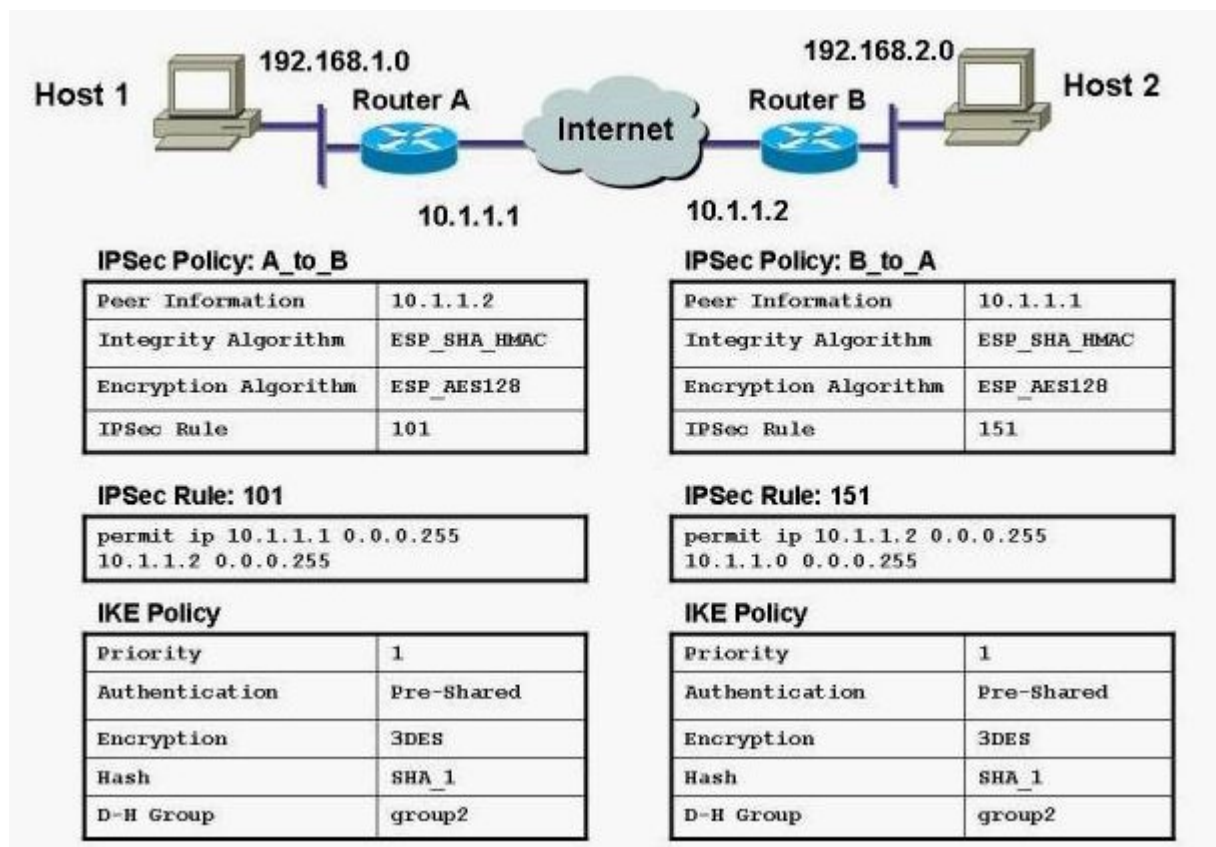 192.168.1.0
192.168.2.0
Host 1
Router A
Internet
Router B
Host 2
10.1.1.1
10.1.1.2
IPSec Policy: A_to_B
Peer Information 10.1.1.2
Integrity Algorithm ESP_SHA_HMAC
Encryption Algorithm ESP_AES128
IPSec Rule 101
IPSec Rule: 101
permit ip 10.1.1.1 0.0.0.255
10.1.1.2 0.0.0.255
IKE Policy
Priority 1
Authentication Pre-Shared
Encryption 3DES
Hash SHA_1
D-H Group group2
IPSec Policy: B_to_A
Peer Information 10.1.1.1
Integrity Algorithm ESP_SHA_HMAC
Encryption Algorithm ESP_AES128
IPSec Rule 151
IPSec Rule: 151
permit ip 10.1.1.2 0.0.0.255
10.1.1.0 0.0.0.255
IKE Policy
Priority 1
Authentication Pre-Shared
Encryption 3DES
Hash SHA_1
D-H Group group2